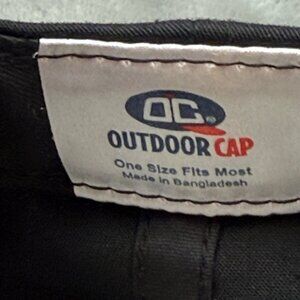 OC®
OUTDOOR CAP
One Size Fits Most
Made in Bangladesh